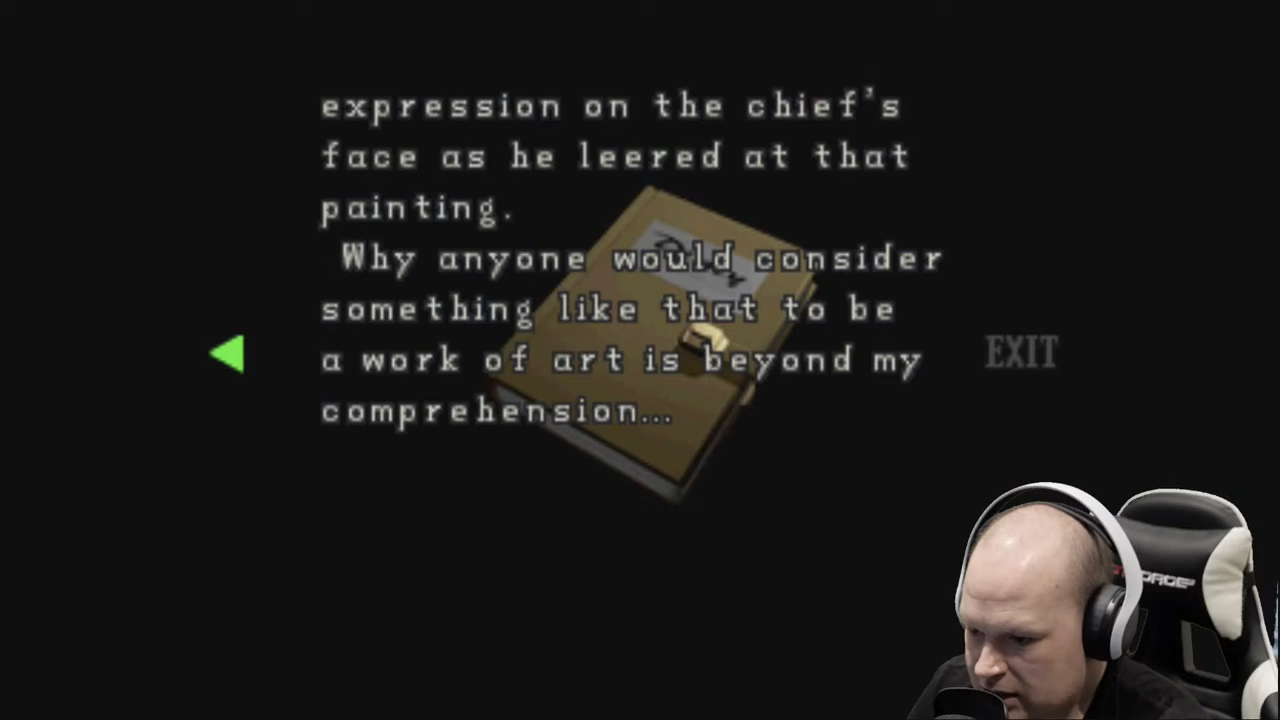 expression on the chief's
face as he leered at that
painting.
Why anyone would consider
something like that to be
a work of art is beyond my
comprehension...
EXIT
Diary